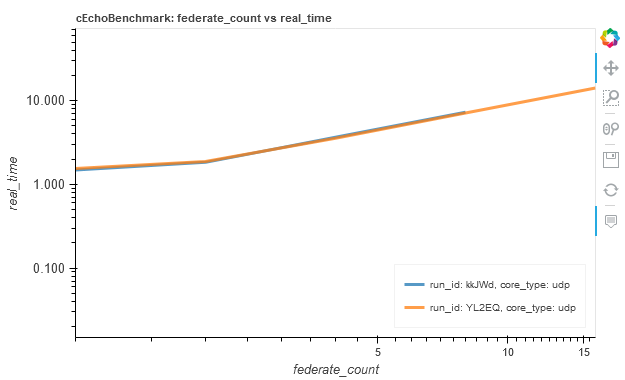 cEchoBenchmark: federate_count vs real_time
10.000
1.000
0.100
real_time
run_id: kkJWd, core_type: udp
run_id: YL2EQ, core_type: udp
5
10
15
federate_count